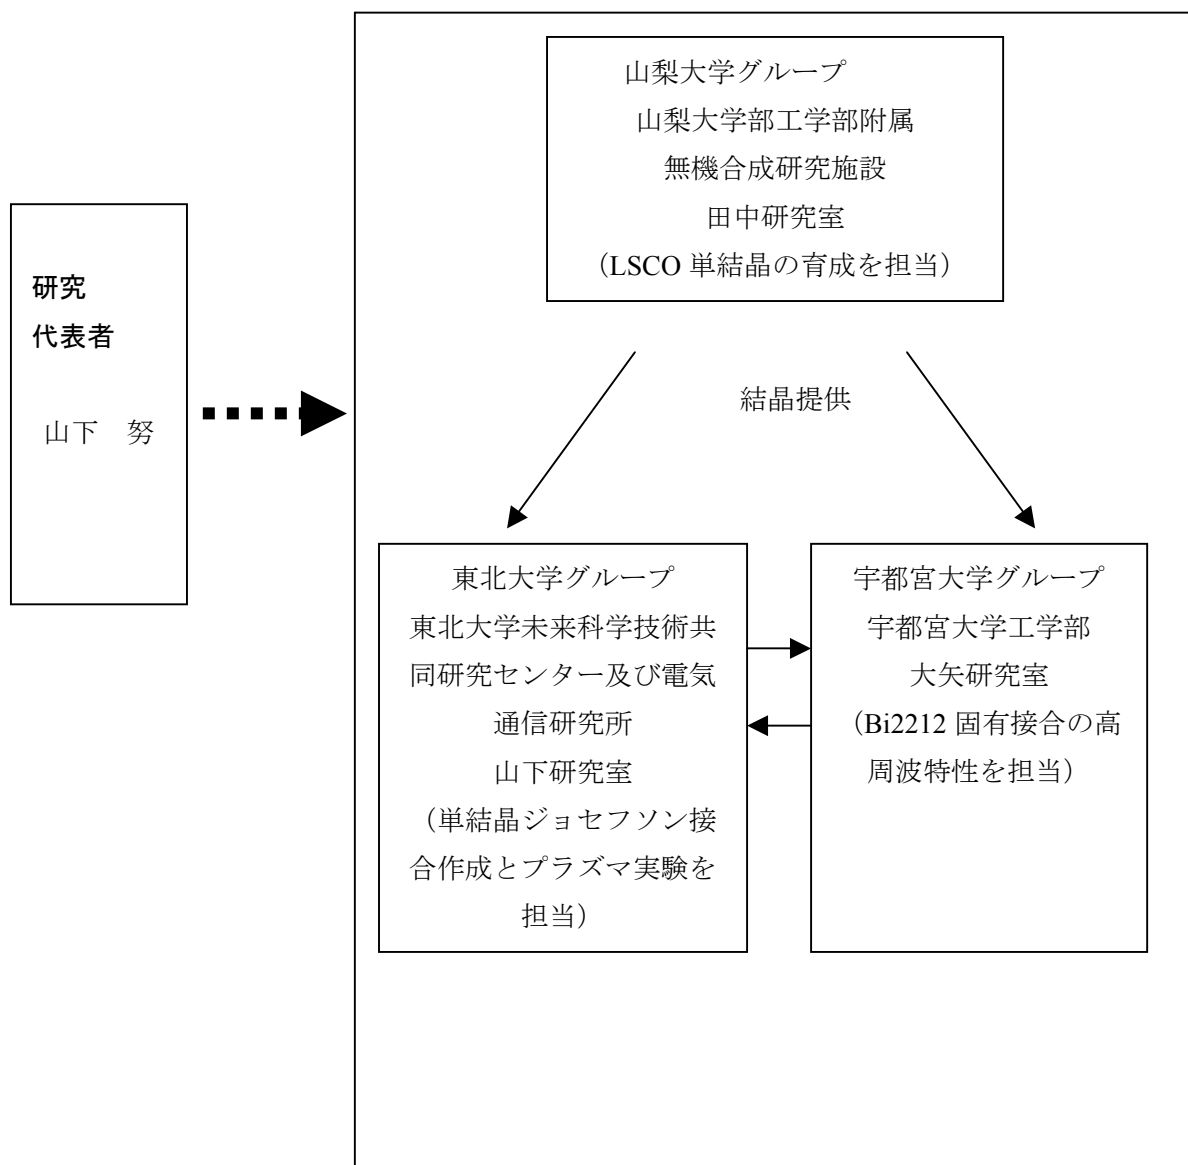 山梨大学グループ
山梨大学部工学部附属
無機合成研究施設
田中研究室
（LSCO 単結晶の育成を担当）
研究
代表者
山下　努
結晶提供
東北大学グループ
東北大学未来科学技術共
同研究センター及び電気
通信研究所
山下研究室
（単結晶ジョセフソン接
合作成とプラズマ実験を
担当）
宇都宮大学グループ
宇都宮大学工学部
大矢研究室
（Bi2212 固有接合の高
周波特性を担当）